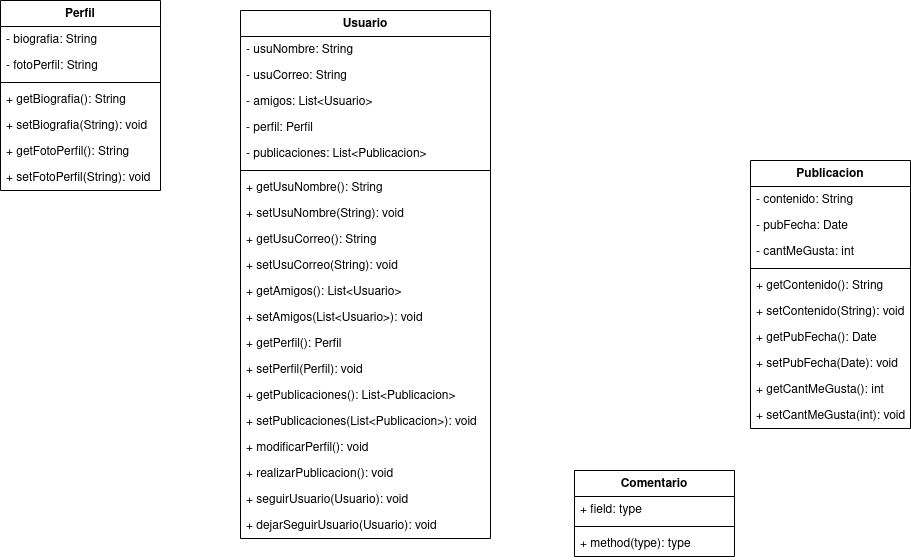 Perfil
- biografia: String
- fotoPerfil: String
+ getBiografia(): String
+ setBiografia(String): void
+ getFotoPerfil(): String
+ setFotoPerfil(String): void
Usuario
- usuNombre: String
- usuCorreo: String
- amigos: List<Usuario>
- perfil: Perfil
- publicaciones: List<Publicacion>
+ getUsuNombre(): String
+ setUsuNombre(String): void
+ getUsuCorreo(): String
+ setUsuCorreo(String): void
+ getAmigos(): List<Usuario>
+ setAmigos(List<Usuario>): void
+ getPerfil(): Perfil
+ setPerfil(Perfil): void
+ getPublicaciones(): List<Publicacion>
+ setPublicaciones(List<Publicacion>): void
+ modificarPerfil(): void
+ realizarPublicacion(): void
+ seguirUsuario(Usuario): void
+ dejarSeguirUsuario(Usuario): void
Publicacion
- contenido: String
- pubFecha: Date
- cantMeGusta: int
+ getContenido(): String
+ setContenido(String): void
+ getPubFecha(): Date
+ setPubFecha(Date): void
+ getCantMeGusta(): int
+ setCantMeGusta(int): void
Comentario
+ field: type
+ method(type): type